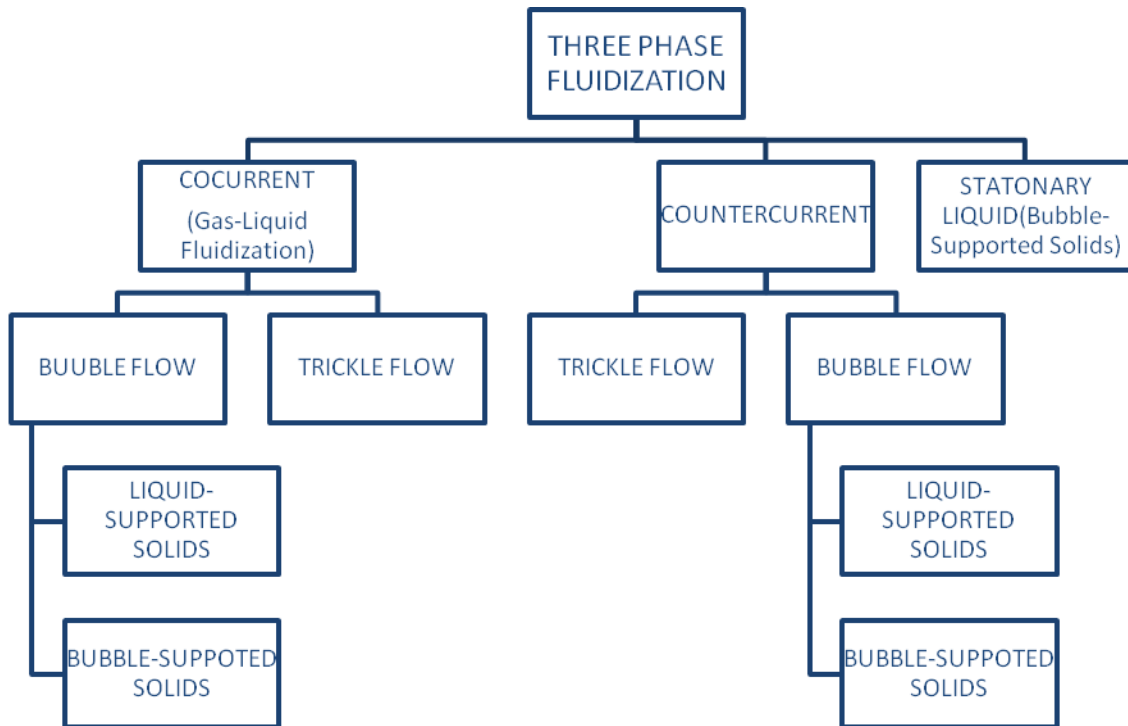 THREE PHASE
FLUIDIZATION
COCURRENT
(Gas-Liquid
Fluidization)
COUNTERCURRENT
STATONARY
LIQUID(Bubble-
Supported Solids)
BUUBLE FLOW
TRICKLE FLOW
TRICKLE FLOW
BUBBLE FLOW
LIQUID-
SUPPORTED
SOLIDS
LIQUID-
SUPPORTED
SOLIDS
BUBBLE-SUPPOTED
SOLIDS
BUBBLE-SUPPOTED
SOLIDS